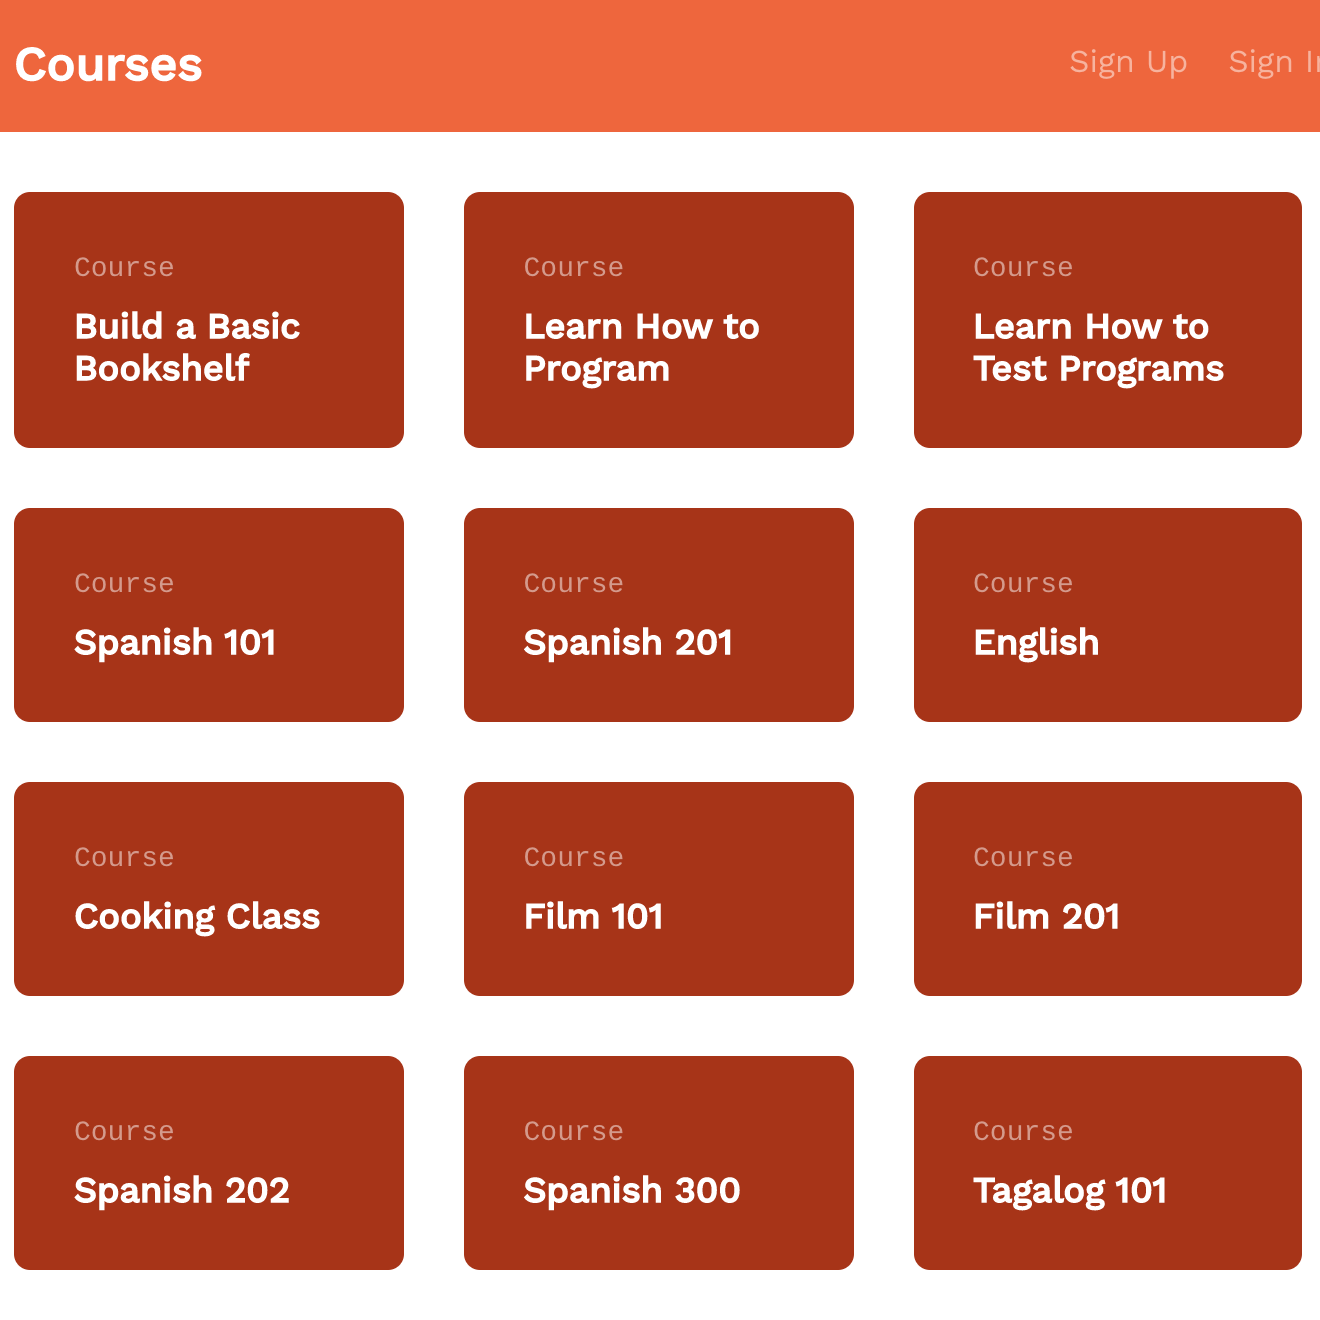 Courses
Sign Up
Sign
Course
Course
Course
Build a Basic
Bookshelf
Learn How to
Program
Learn How to
Test Programs
Course
Course
Course
Spanish 101
Spanish 201
English
Course
Course
Course
Cooking Class
Film 101
Film 201
Course
Course
Course
Spanish 202
Spanish 300
Tagalog 101